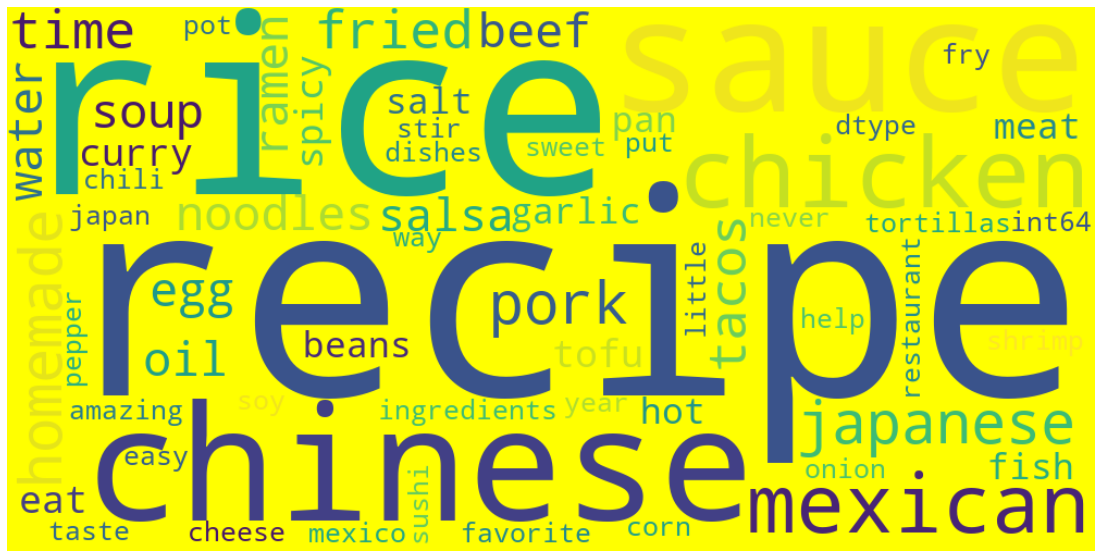 time
pot
fried
beef
sauce
fry
rice
ramen
spicy
water
soup
salt
stir
dishes
curry
chili
pan
sweet
put
dtype
meat
chicken
japan
noodles
salsa
garlic
way
never
tortillas
int64
homemade
recipe
egg
pork
little
tacos
help
restaurant
shrimp
pepper
oil
beans
tofu
amazing
soy
ingredients
year
hot
japanese
chinese
easy
onion
fish
eat
sushi
mexican
taste
cheese
mexico
favorite
corn